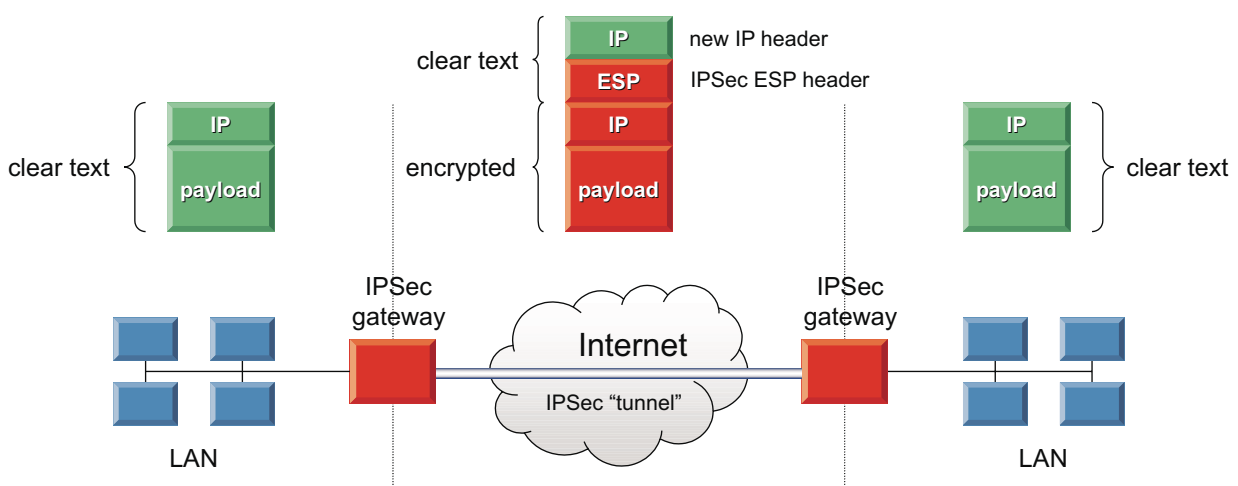 IP
new IP header
clear text
ESP
IPSec ESP header
IP
payload
clear text
IP
payload
encrypted
IP
payload
clear text
IPSec
gateway
IPSec
gateway
Internet
IPSec “tunnel”
LAN
LAN